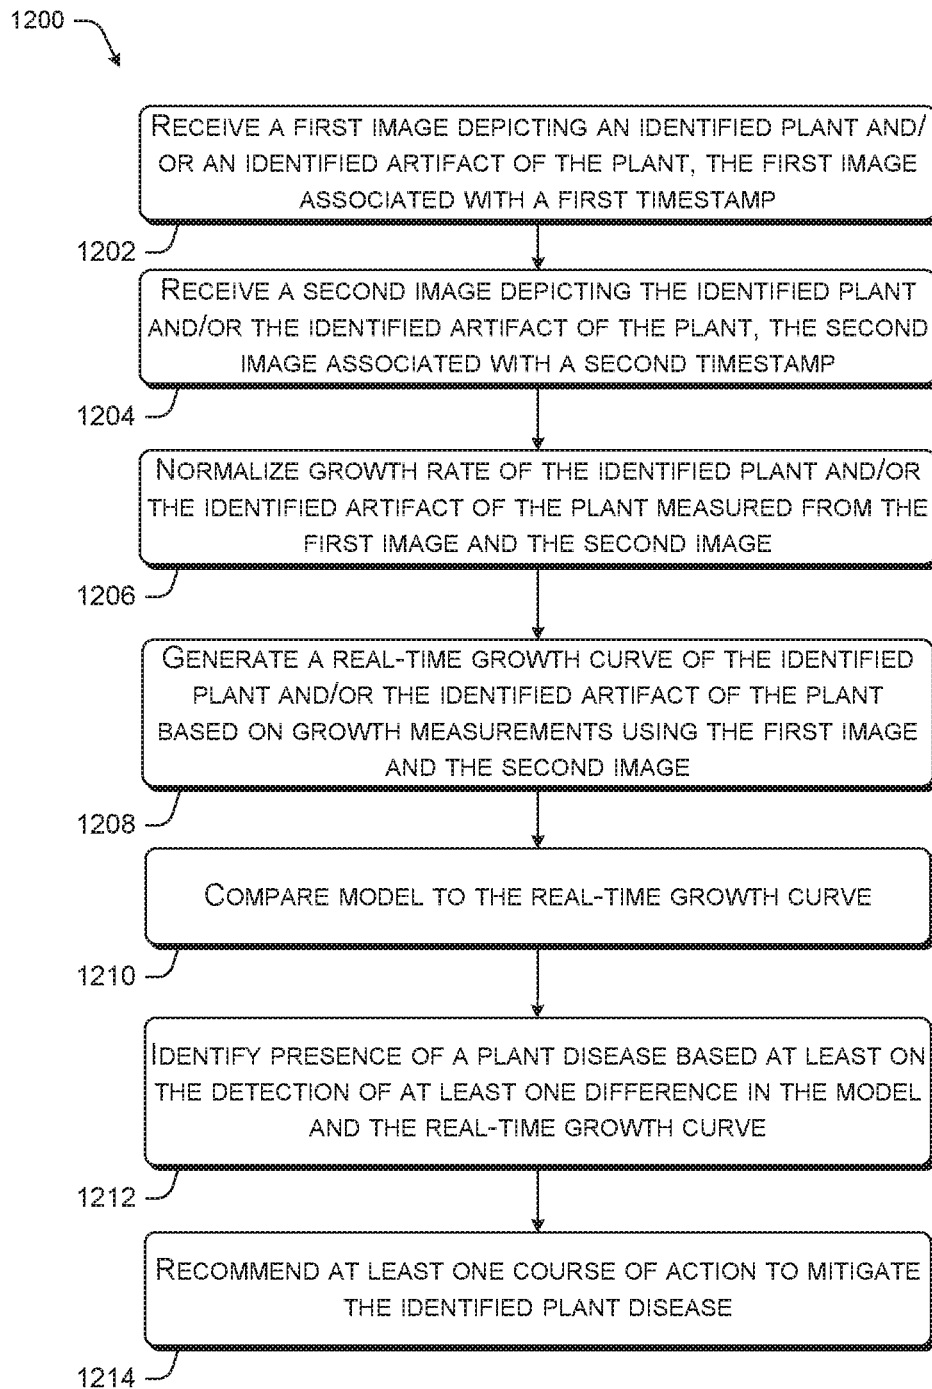 1200
RECEIVE A FIRST IMAGE DEPICTING AN IDENTIFIED PLANT AND/
OR AN IDENTIFIED ARTIFACT OF THE PLANT, THE FIRST IMAGE
ASSOCIATED WITH A FIRST TIMESTAMP
1202
RECEIVE A SECOND IMAGE DEPICTING THE IDENTIFIED PLANT
AND/OR THE IDENTIFIED ARTIFACT OF THE PLANT, THE SECOND
IMAGE ASSOCIATED WITH A SECOND TIMESTAMP
1204
NORMALIZE GROWTH RATE OF THE IDENTIFIED PLANT AND/OR
THE IDENTIFIED ARTIFACT OF THE PLANT MEASURED FROM THE
FIRST IMAGE AND THE SECOND IMAGE
1206
GENERATE A REAL-TIME GROWTH CURVE OF THE IDENTIFIED
PLANT AND/OR THE IDENTIFIED ARTIFACT OF THE PLANT
BASED ON GROWTH MEASUREMENTS USING THE FIRST IMAGE
AND THE SECOND IMAGE
1208
COMPARE MODEL TO THE REAL-TIME GROWTH CURVE
1210
IDENTIFY PRESENCE OF A PLANT DISEASE BASED AT LEAST ON
THE DETECTION OF AT LEAST ONE DIFFERENCE IN THE MODEL
AND THE REAL-TIME GROWTH CURVE
1212
RECOMMEND AT LEAST ONE COURSE OF ACTION TO MITIGATE
THE IDENTIFIED PLANT DISEASE
1214